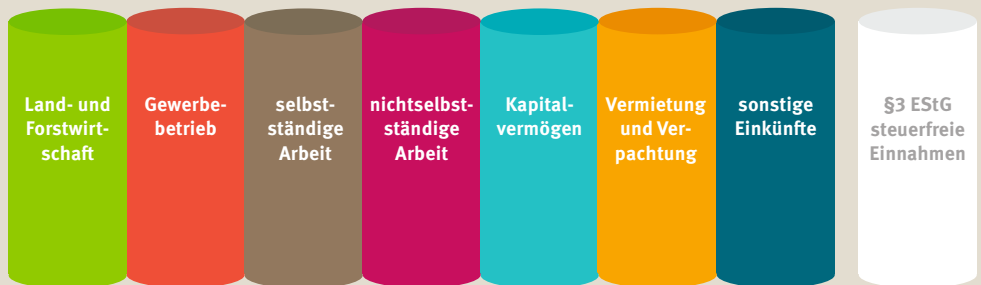 Land- und
Forstwirt-
schaft
Gewerbe-
betrieb
selbst-
ständige
Arbeit
nichtselbst-
ständige
Arbeit
Kapital-
vermögen
Vermietung
und Ver-
pachtung
sonstige
Einkünfte
§3 EStG
steuerfreie
Einnahmen